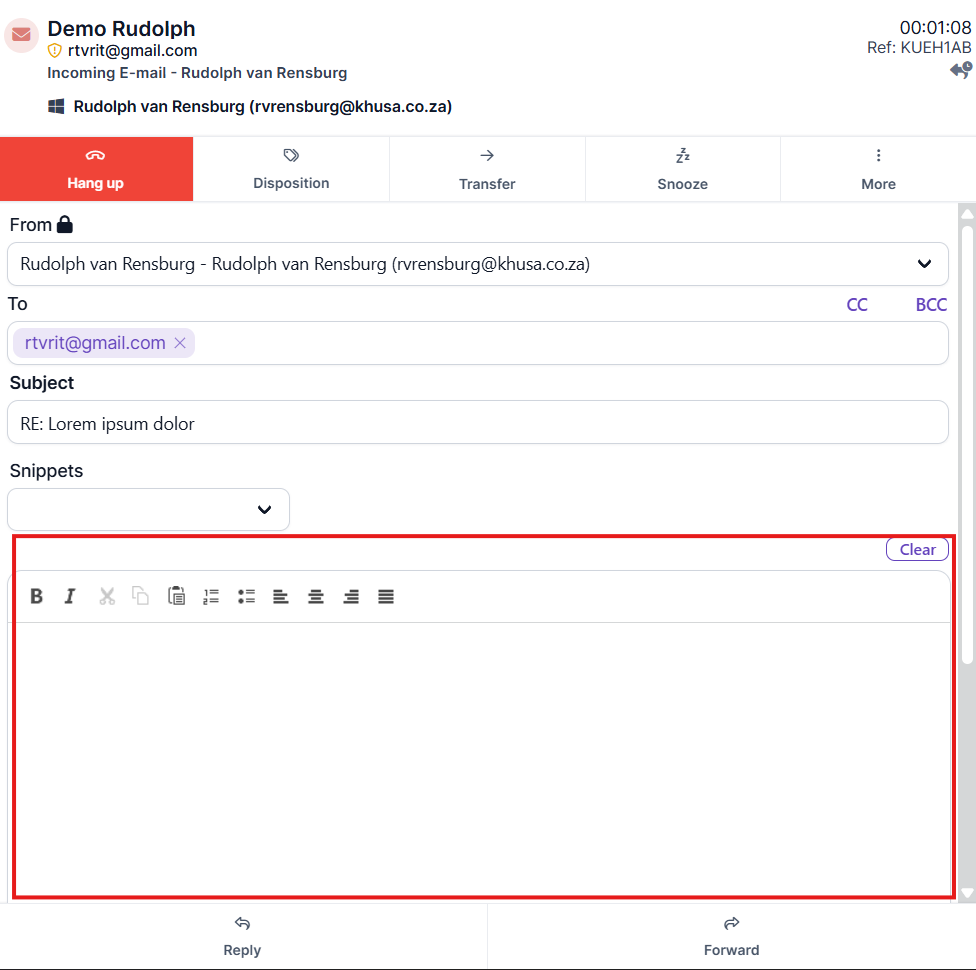 Demo Rudolph
00:01:08
rtvrit@gmail.com
Ref: KUEH1AB
Incoming E-mail - Rudolph van Rensburg
Rudolph van Rensburg (rvrensburg@khusa.co.za)
Hang up
Disposition
Transfer
Snooze
More
From
Rudolph van Rensburg - Rudolph van Rensburg (rvrensburg@khusa.co.za)
To
CC
BCC
rtvrit@gmail.com
Subject
RE: Lorem ipsum dolor
Snippets
Clear
Reply
Forward